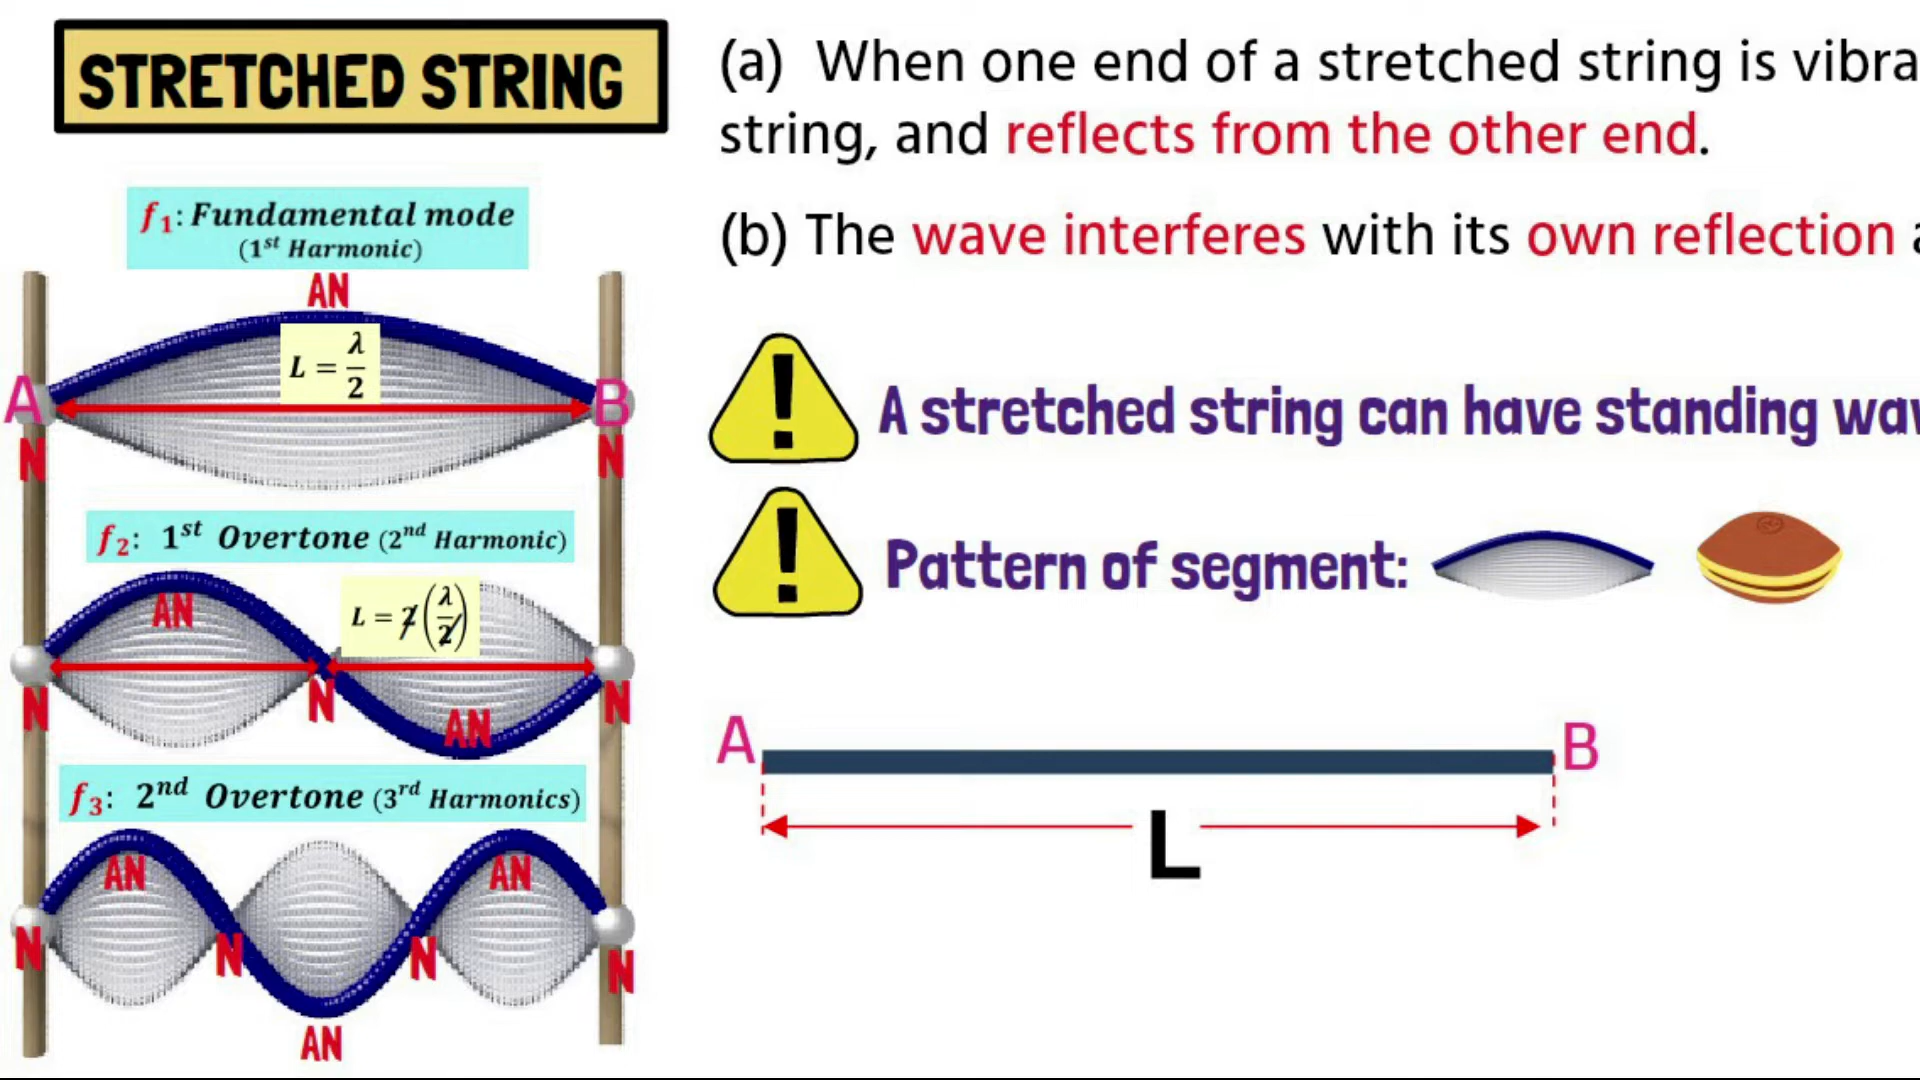 STRETCHED STRING
f₁: Fundamental mode
(1ˢᵗ Harmonic)
AN
L = λ/2
A
B
N
N
f₂: 1ˢᵗ Overtone (2ⁿᵈ Harmonic)
AN
L = 2(λ/2)
N
N
N
AN
f₃: 2ⁿᵈ Overtone (3ʳᵈ Harmonics)
AN
AN
N
N
N
N
AN
(a) When one end of a stretched string is vibra
string, and reflects from the other end.
(b) The wave interferes with its own reflection a
!
A stretched string can have standing wav
!
Pattern of segment:
A
B
L